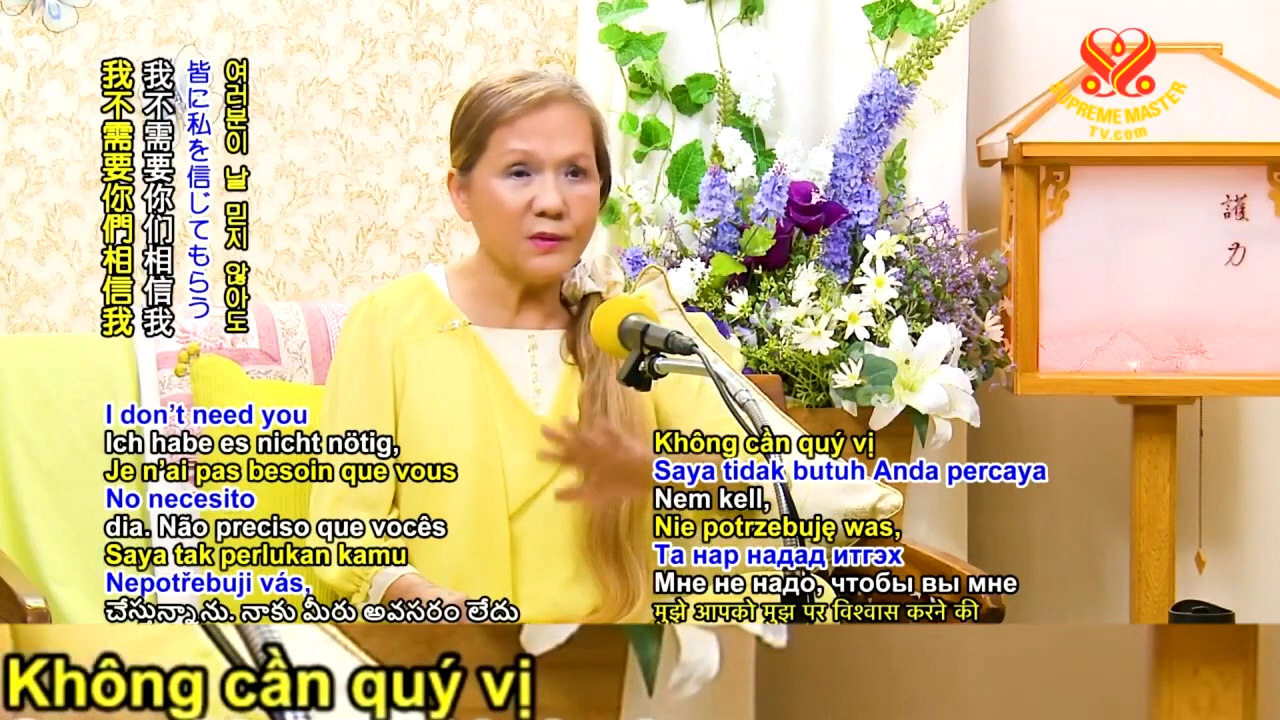 我不需要你們相信我
我不需要你们相信我
皆に私を信じてもらう
여러분이 날 믿지 않아도
SUPREME MASTER
TV.com
護
力
I don't need you
Ich habe es nicht nötig,
Je n'ai pas besoin que vous
No necesito
dia. Não preciso que vocês
Saya tak perlukan kamu
Nepotřebuji vás,
చేస్తున్నాను. నాకు మీరు అవసరం లేదు
Không cần quý vị
Saya tidak butuh Anda percaya
Nem kell,
Nie potrzebuję was,
Та нар надад итгэх
Мне не надо, чтобы вы мне
मुझे आपको मुझ पर विश्वास करने की
Không cần quý vị